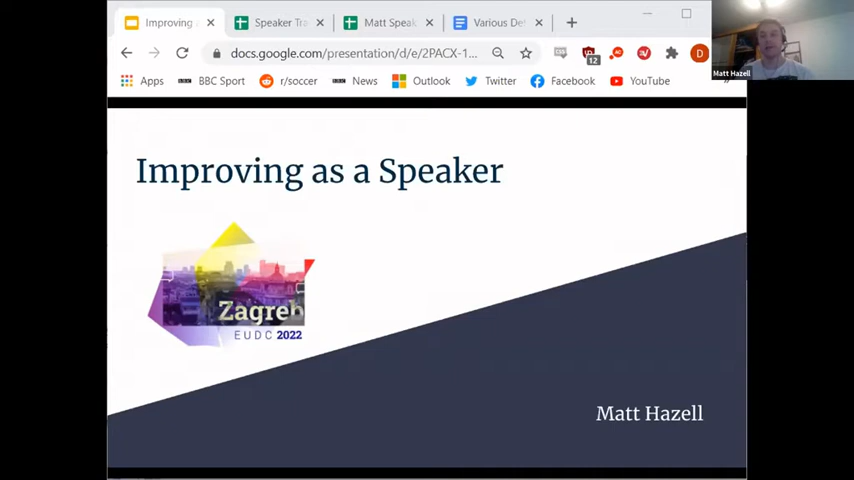 Improving
Speaker Tra
Matt Speak
Various De
docs.google.com/presentation/d/e/2PACX-1...
12
D
Apps
BBC Sport
r/soccer
News
Outlook
Twitter
Facebook
YouTube
Matt Hazell
Improving as a Speaker
Zagreb
EUDC 2022
Matt Hazell